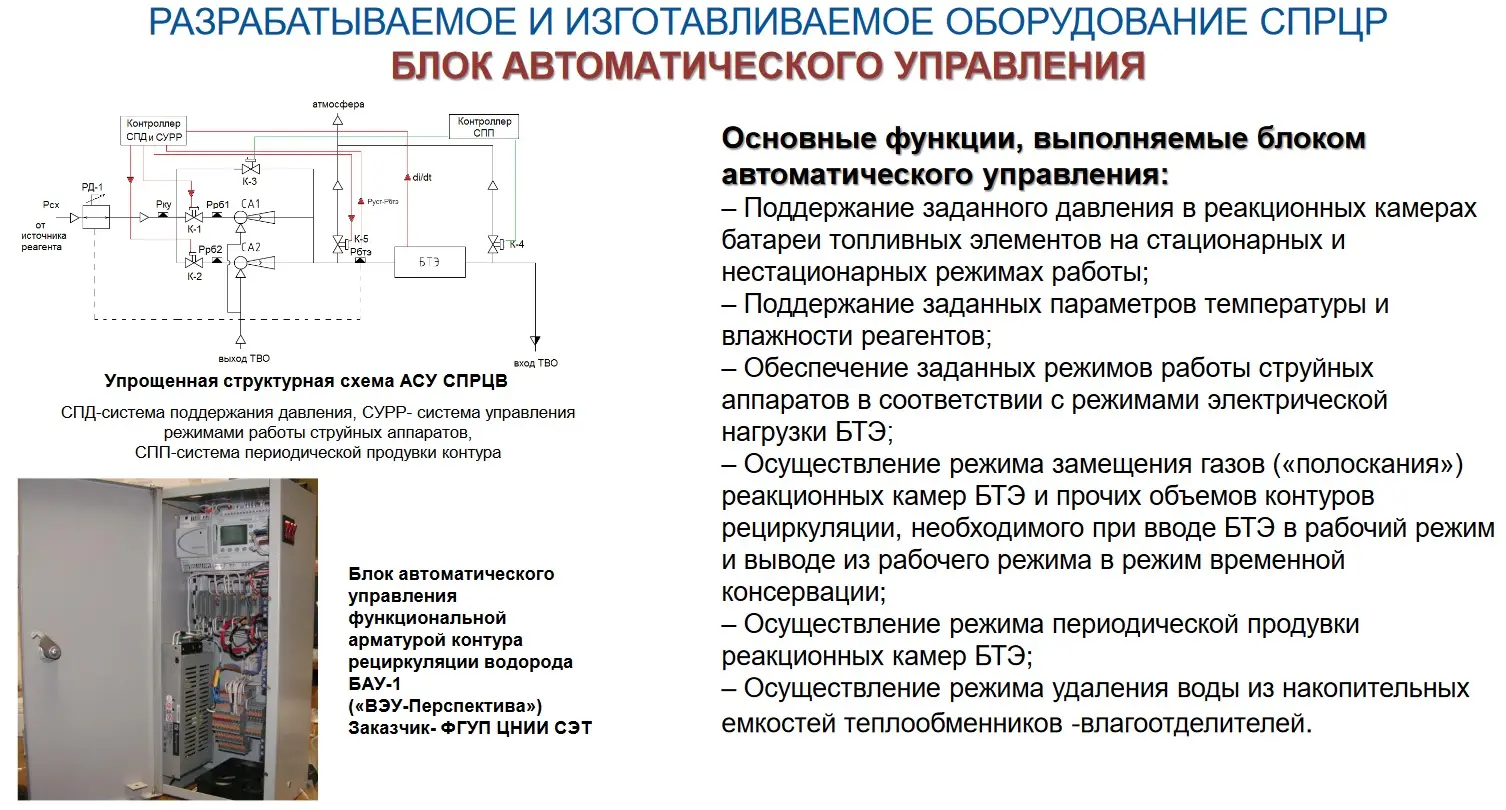 РАЗРАБАТЫВАЕМОЕ И ИЗГОТАВЛИВАЕМОЕ ОБОРУДОВАНИЕ СПРЦР
БЛОК АВТОМАТИЧЕСКОГО УПРАВЛЕНИЯ
атмосфера
Контроллер
СПД и СУРР
Контроллер
СПП
К-3
di/dt
РД-1
Рсх
Рку
Ррб1
СА1
Руст-Рбтэ
от
источника
реагента
К-1
СА2
К-5
К-4
Ррб2
Рбтэ
БТЭ
К-2
выход ТВО
вход ТВО
Упрощенная структурная схема АСУ СПРЦВ
СПД-система поддержания давления, СУРР- система управления
режимами работы струйных аппаратов,
СПП-система периодической продувки контура
Блок автоматического
управления
функциональной
арматурой контура
рециркуляции водорода
БАУ-1
(«ВЭУ-Перспектива»)
Заказчик- ФГУП ЦНИИ СЭТ
Основные функции, выполняемые блоком
автоматического управления:
– Поддержание заданного давления в реакционных камерах
батареи топливных элементов на стационарных и
нестационарных режимах работы;
– Поддержание заданных параметров температуры и
влажности реагентов;
– Обеспечение заданных режимов работы струйных
аппаратов в соответствии с режимами электрической
нагрузки БТЭ;
– Осуществление режима замещения газов («полоскания»)
реакционных камер БТЭ и прочих объемов контуров
рециркуляции, необходимого при вводе БТЭ в рабочий режим
и выводе из рабочего режима в режим временной
консервации;
– Осуществление режима периодической продувки
реакционных камер БТЭ;
– Осуществление режима удаления воды из накопительных
емкостей теплообменников -влагоотделителей.